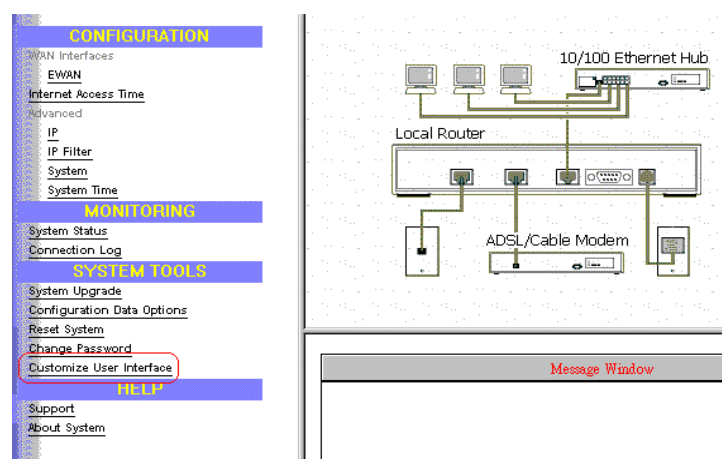 CONFIGURATION
WAN Interfaces
EWAN
Internet Access Time
Advanced
IP
IP Filter
System
System Time
MONITORING
System Status
Connection Log
SYSTEM TOOLS
System Upgrade
Configuration Data Options
Reset System
Change Password
Customize User Interface
HELP
Support
About System
10/100 Ethernet Hub
Local Router
ADSL/Cable Modem
Message Window